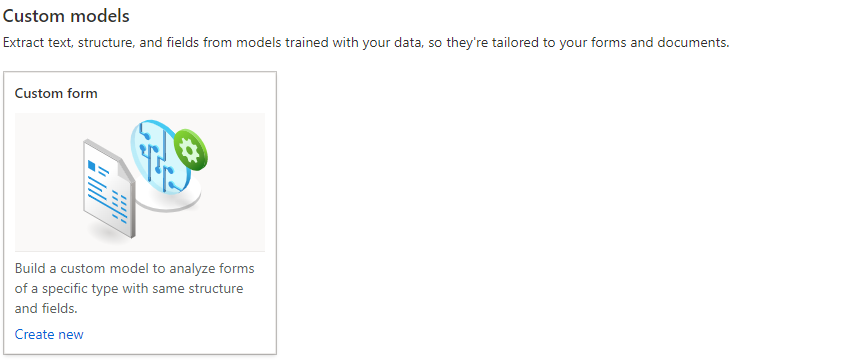 Custom models
Extract text, structure, and fields from models trained with your data, so they're tailored to your forms and documents.
Custom form
Build a custom model to analyze forms
of a specific type with same structure
and fields.
Create new